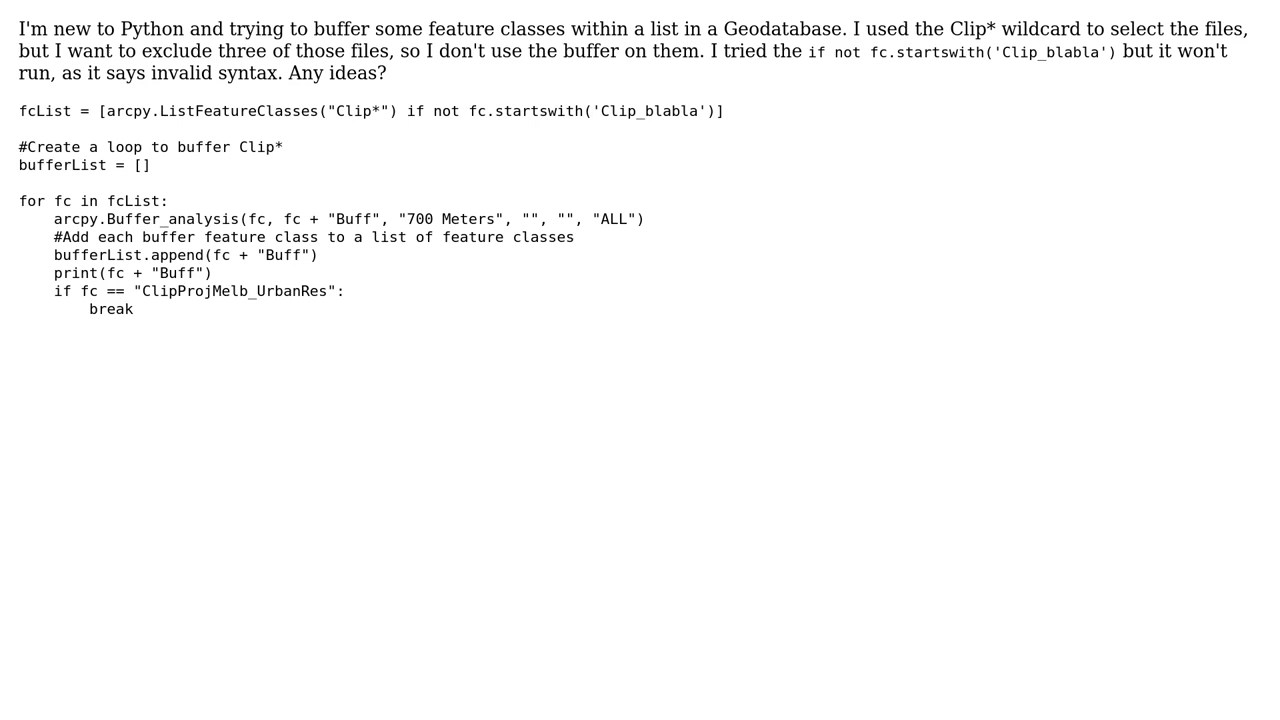 I'm new to Python and trying to buffer some feature classes within a list in a Geodatabase. I used the Clip* wildcard to select the files,
but I want to exclude three of those files, so I don't use the buffer on them. I tried the if not fc.startswith('Clip_blabla') but it won't
run, as it says invalid syntax. Any ideas?
fcList = [arcpy.ListFeatureClasses("Clip*") if not fc.startswith('Clip_blabla')]
#Create a loop to buffer Clip*
bufferList = []
for fc in fcList:
    arcpy.Buffer_analysis(fc, fc + "Buff", "700 Meters", "", "", "ALL")
    #Add each buffer feature class to a list of feature classes
    bufferList.append(fc + "Buff")
    print(fc + "Buff")
    if fc == "ClipProjMelb_UrbanRes":
        break